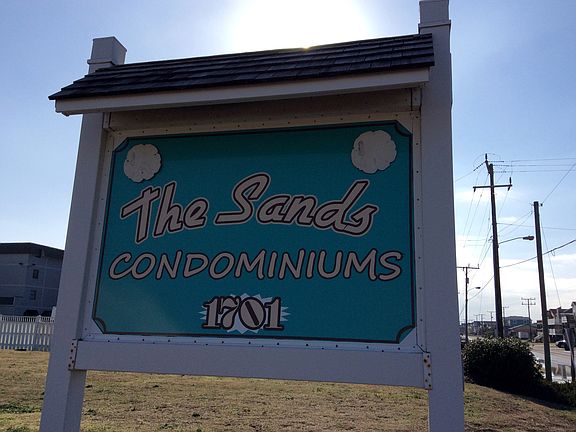 The Sands
CONDOMINIUMS
1701